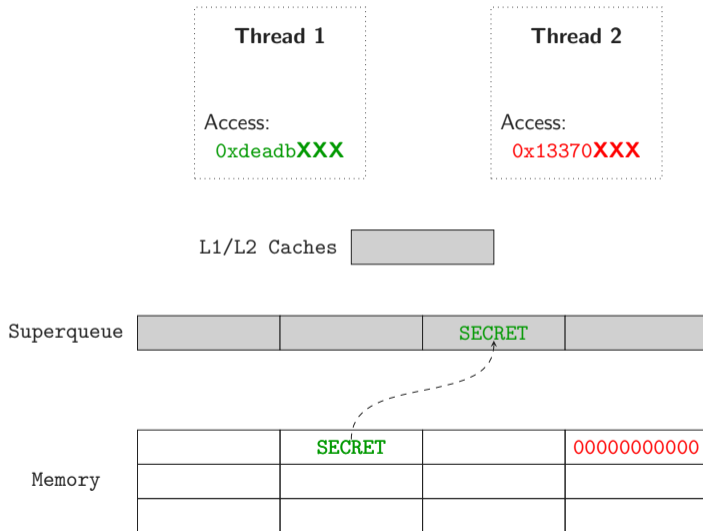 Thread 1
Thread 2
Access:
0xdeadbXXX
Access:
0x13370XXX
L1/L2 Caches
Superqueue
SECRET
SECRET
00000000000
Memory